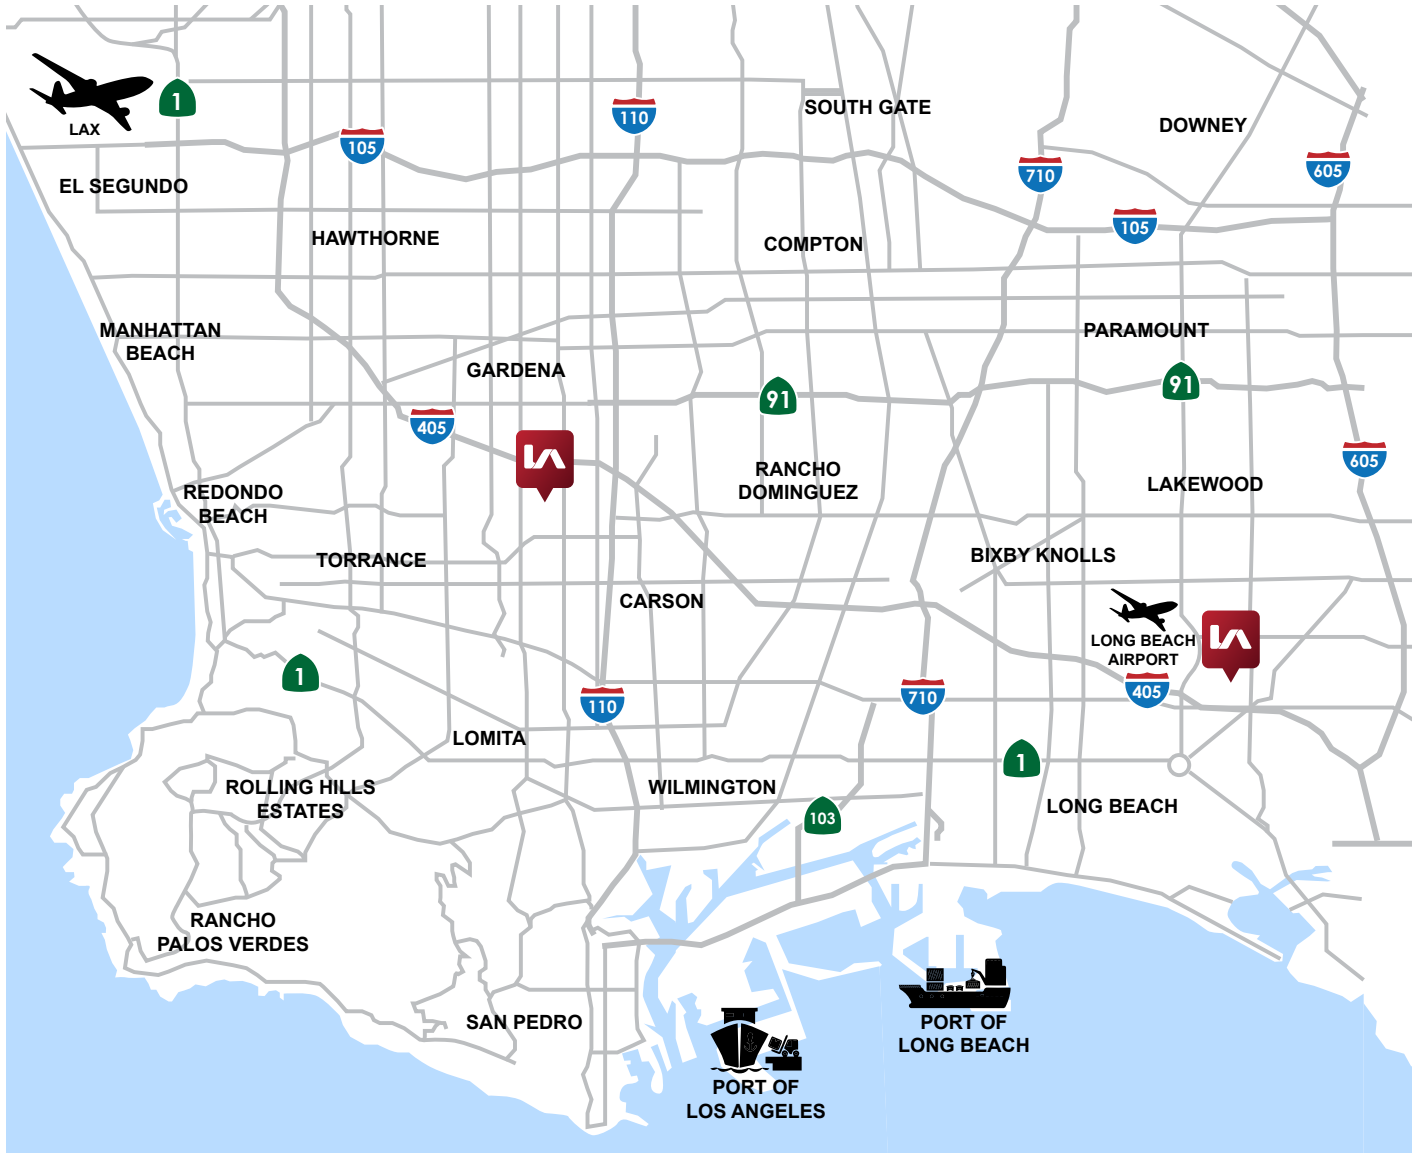 1
LAX
110
SOUTH GATE
DOWNEY
105
710
605
EL SEGUNDO
105
HAWTHORNE
COMPTON
MANHATTAN
BEACH
PARAMOUNT
GARDENA
91
91
405
LA
605
RANCHO
DOMINGUEZ
LAKEWOOD
REDONDO
BEACH
TORRANCE
BIXBY KNOLLS
CARSON
LONG BEACH
AIRPORT
LA
1
110
710
405
LOMITA
1
ROLLING HILLS
ESTATES
WILMINGTON
103
LONG BEACH
RANCHO
PALOS VERDES
SAN PEDRO
PORT OF
LONG BEACH
PORT OF
LOS ANGELES